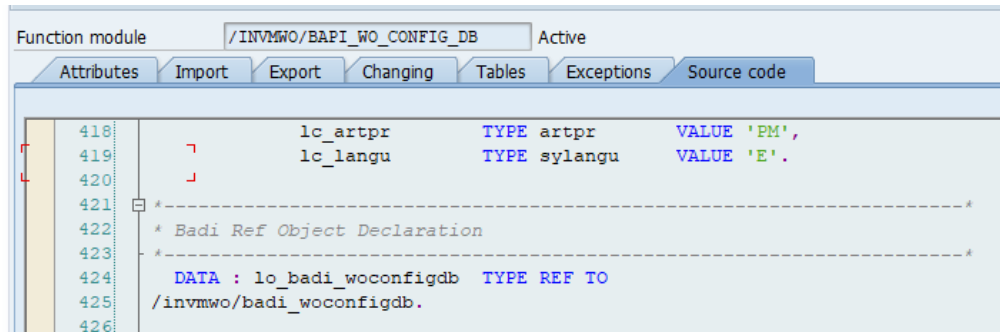 Function module /INVMWO/BAPI_WO_CONFIG_DB Active
Attributes Import Export Changing Tables Exceptions Source code
418 lc_artpr TYPE artpr VALUE 'PM',
419 lc_langu TYPE sylangu VALUE 'E'.
420
421 *----------------------------------------------------------------------*
422 * Badi Ref Object Declaration
423 *----------------------------------------------------------------------*
424 DATA : lo_badi_woconfigdb TYPE REF TO
425 /invmwo/badi_woconfigdb.
426